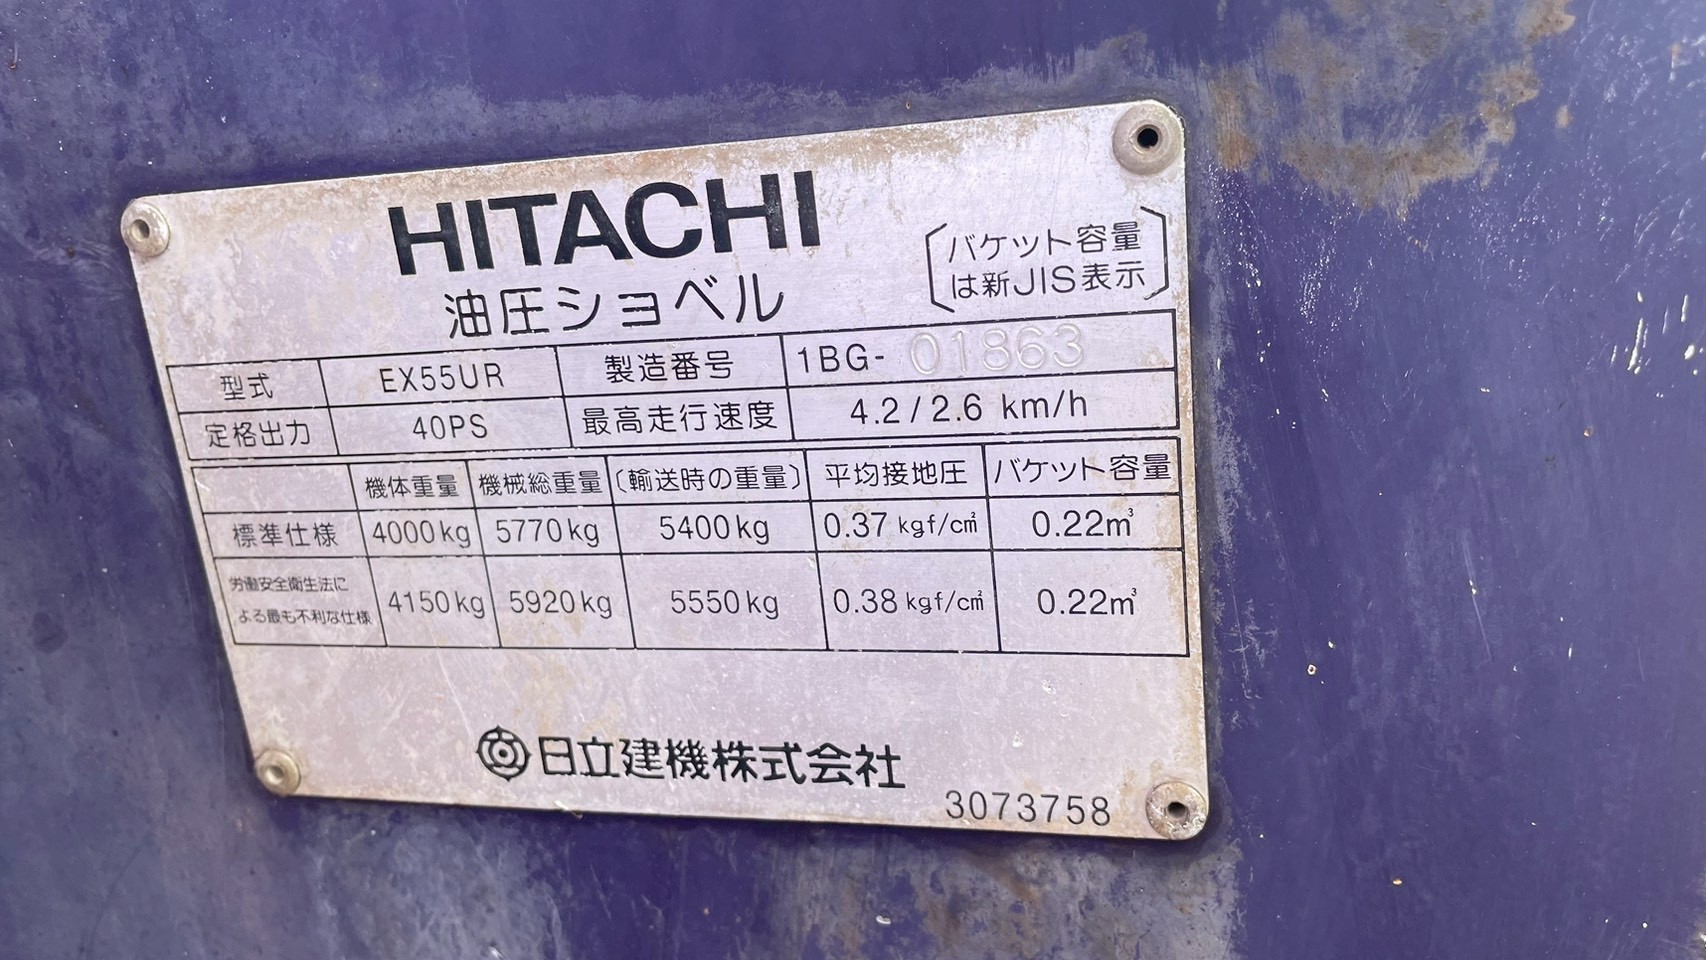 HITACHI
油圧ショベル
〔バケット容量
は新JIS表示〕
型式 EX55UR 製造番号 1BG- 01863
定格出力 40PS 最高走行速度 4.2/2.6 km/h
機体重量 機械総重量 〔輸送時の重量〕 平均接地圧 バケット容量
標準仕様 4000kg 5770kg 5400kg 0.37kgf/c㎡ 0.22m³
労働安全衛生法に
よる最も不利な仕様 4150kg 5920kg 5550kg 0.38kgf/c㎡ 0.22m³
日立建機株式会社
3073758